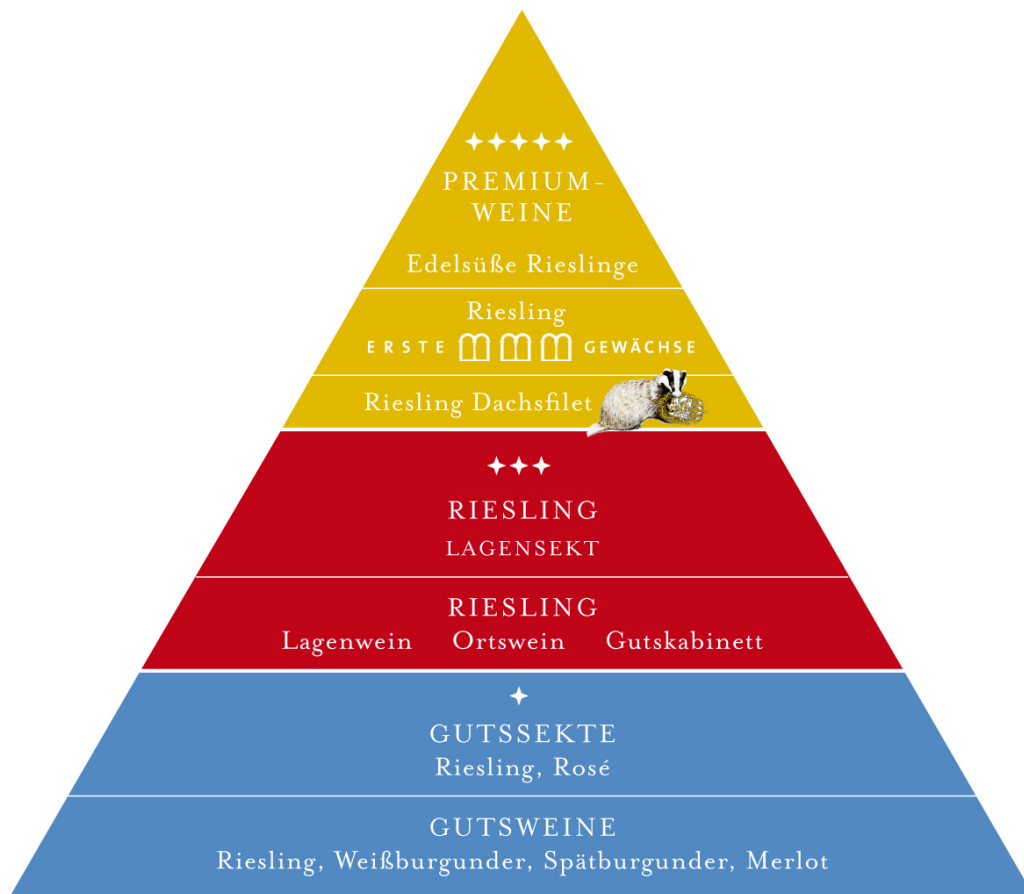 PREMIUM-
WEINE
Edelsüße Rieslinge
Riesling
ERSTE GEWÄCHSE
Riesling Dachsfilet
RIESLING
LAGENSEKT
RIESLING
Lagenwein Ortswein Gutskabinett
GUTSSEKTE
Riesling, Rosé
GUTSWEINE
Riesling, Weißburgunder, Spätburgunder, Merlot